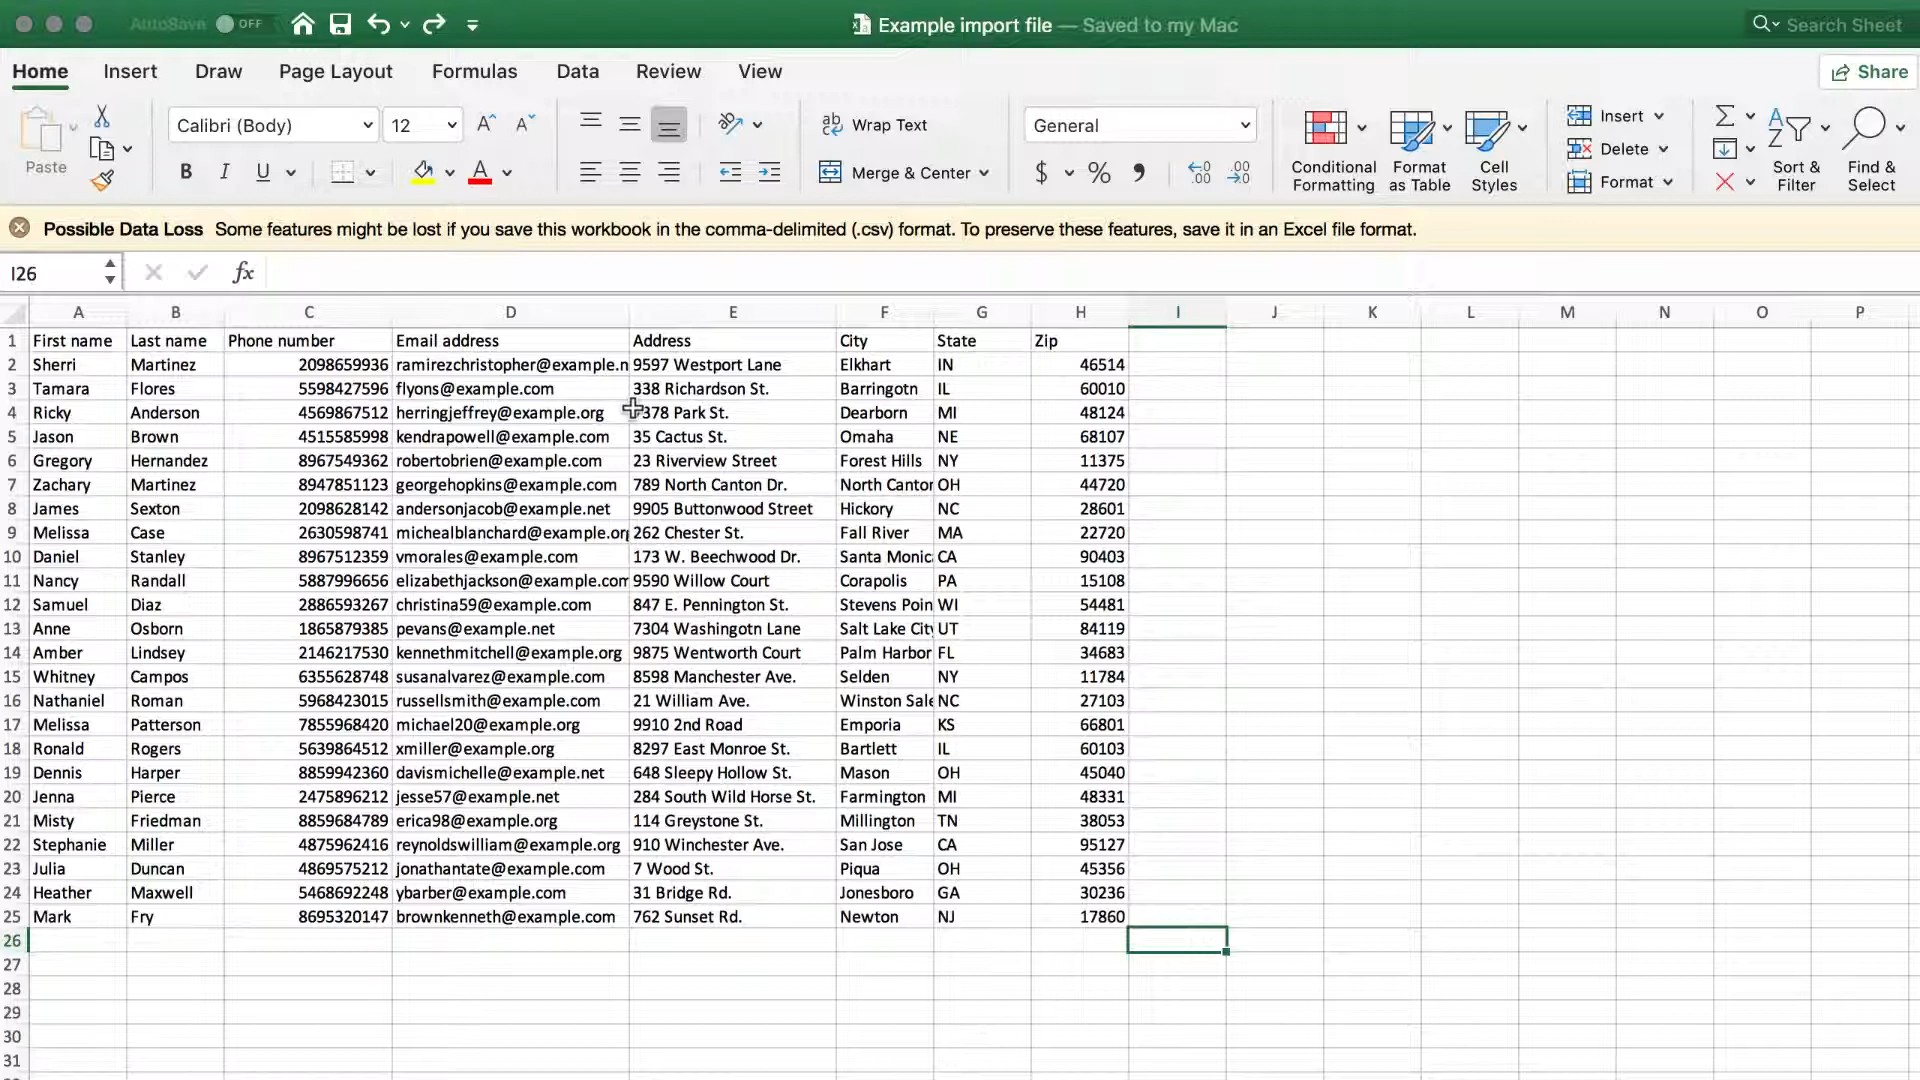 AutoSave OFF Example import file — Saved to my Mac Search Sheet
Home Insert Draw Page Layout Formulas Data Review View Share
Paste Calibri (Body) 12 Wrap Text General Conditional Formatting Format as Table Cell Styles Insert Sort & Filter Find & Select
B I U Merge & Center $ % Delete
Format
Possible Data Loss Some features might be lost if you save this workbook in the comma-delimited (.csv) format. To preserve these features, save it in an Excel file format.
I26 fx
A B C D E F G H I J K L M N O P
1 First name Last name Phone number Email address Address City State Zip
2 Sherri Martinez 2098659936 ramirezchristopher@example.n 9597 Westport Lane Elkhart IN 46514
3 Tamara Flores 5598427596 flyons@example.com 338 Richardson St. Barringotn IL 60010
4 Ricky Anderson 4569867512 herringjeffrey@example.org 378 Park St. Dearborn MI 48124
5 Jason Brown 4515585998 kendrapowell@example.com 35 Cactus St. Omaha NE 68107
6 Gregory Hernandez 8967549362 robertobrien@example.com 23 Riverview Street Forest Hills NY 11375
7 Zachary Martinez 8947851123 georgehopkins@example.com 789 North Canton Dr. North Canton OH 44720
8 James Sexton 2098628142 andersonjacob@example.net 9905 Buttonwood Street Hickory NC 28601
9 Melissa Case 2630598741 michealblanchard@example.org 262 Chester St. Fall River MA 22720
10 Daniel Stanley 8967512359 vmorales@example.com 173 W. Beechwood Dr. Santa Monic CA 90403
11 Nancy Randall 5887996656 elizabethjackson@example.com 9590 Willow Court Corapolis PA 15108
12 Samuel Diaz 2886593267 christina59@example.com 847 E. Pennington St. Stevens Poin WI 54481
13 Anne Osborn 1865879385 pevans@example.net 7304 Washingotn Lane Salt Lake City UT 84119
14 Amber Lindsey 2146217530 kennethmitchell@example.org 9875 Wentworth Court Palm Harbor FL 34683
15 Whitney Campos 6355628748 susanalvarez@example.com 8598 Manchester Ave. Selden NY 11784
16 Nathaniel Roman 5968423015 russellsmith@example.com 21 William Ave. Winston Sale NC 27103
17 Melissa Patterson 7855968420 michael20@example.org 9910 2nd Road Emporia KS 66801
18 Ronald Rogers 5639864512 xmiller@example.org 8297 East Monroe St. Bartlett IL 60103
19 Dennis Harper 8859942360 davismichelle@example.net 648 Sleepy Hollow St. Mason OH 45040
20 Jenna Pierce 2475896212 jesse57@example.net 284 South Wild Horse St. Farmington MI 48331
21 Misty Friedman 8859684789 erica98@example.org 114 Greystone St. Millington TN 38053
22 Stephanie Miller 4875962416 reynoldswilliam@example.org 910 Winchester Ave. San Jose CA 95127
23 Julia Duncan 4869575212 jonathantate@example.com 7 Wood St. Piqua OH 45356
24 Heather Maxwell 5468692248 ybarber@example.com 31 Bridge Rd. Jonesboro GA 30236
25 Mark Fry 8695320147 brownkenneth@example.com 762 Sunset Rd. Newton NJ 17860
26
27
28
29
30
31